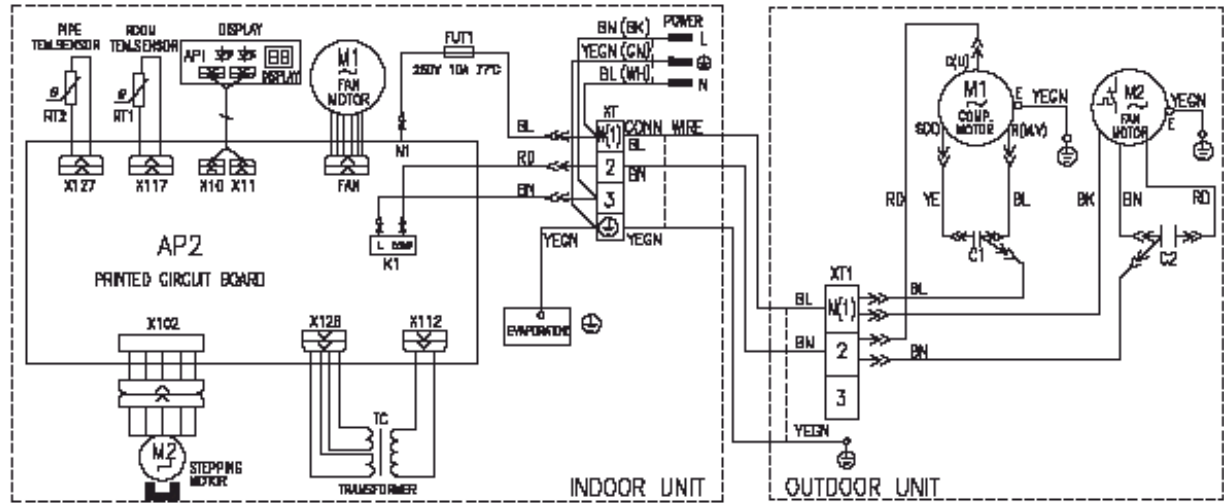 PIPE
TEM.SENSOR
ROOM
TEM.SENSOR
DISPLAY
AP1
88
DISPLAY
θ
RT2
θ
RT1
M1
~
FAN
MOTOR
FUT1
250V 10A 77°C
BN(BK)
POWER
L
YEGN(GN)
BL(WH)
N
XT
N1
BL
N(1)
CONN. WIRE
BL
RD
2
BN
BN
3
YEGN
YEGN
X127
X117
X10
X11
FAN
L COMP
K1
AP2
PRINTED CIRCUIT BOARD
X102
X128
X112
M2
STEPPING
MOTOR
TC
TRANSFORMER
INDOOR UNIT
M1
~
COMP.
MOTOR
E
YEGN
M2
FAN
MOTOR
YEGN
E
RD
YE
BL
BK
BN
RD
C1
C2
XT1
BL
N(1)
BL
BN
2
BN
3
YEGN
OUTDOOR UNIT